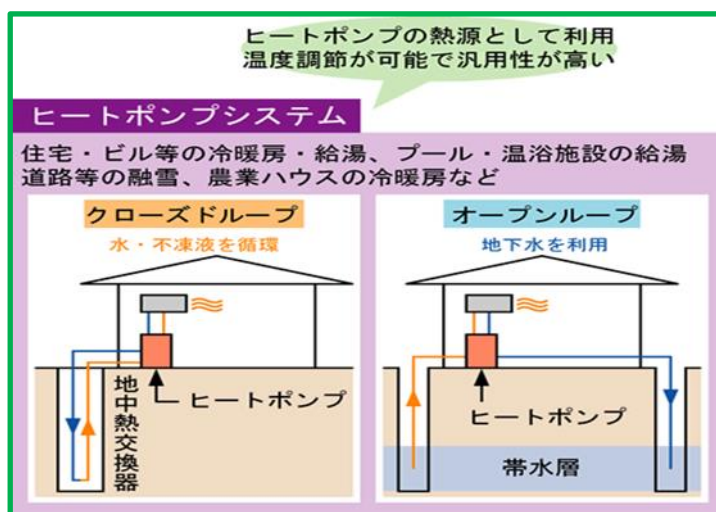 ヒートポンプの熱源として利用
温度調節が可能で汎用性が高い
ヒートポンプシステム
住宅・ビル等の冷暖房・給湯、プール・温浴施設の給湯
道路等の融雪、農業ハウスの冷暖房など
クローズドループ
水・不凍液を循環
地中熱交換器
ヒートポンプ
オープンループ
地下水を利用
ヒートポンプ
帯水層